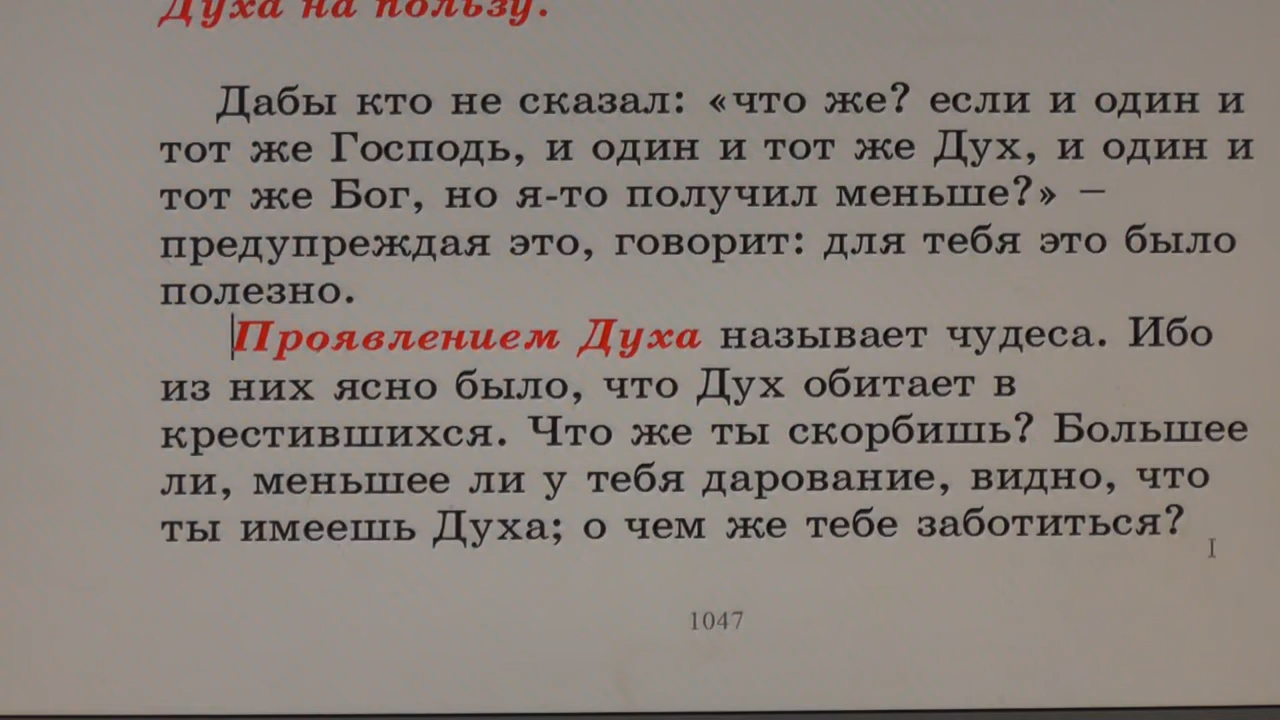 Духа на пользу.
Дабы кто не сказал: «что же? если и один и
тот же Господь, и один и тот же Дух, и один и
тот же Бог, но я-то получил меньше?» –
предупреждая это, говорит: для тебя это было
полезно.
Проявлением Духа называет чудеса. Ибо
из них ясно было, что Дух обитает в
крестившихся. Что же ты скорбишь? Большее
ли, меньшее ли у тебя дарование, видно, что
ты имеешь Духа; о чем же тебе заботиться?
1047